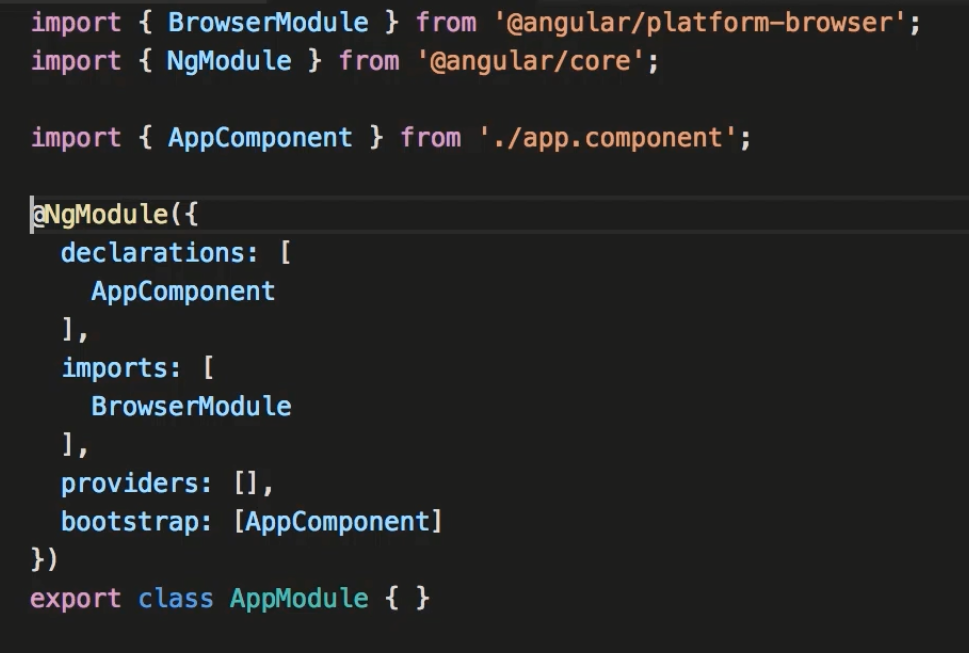 import { BrowserModule } from '@angular/platform-browser';
import { NgModule } from '@angular/core';

import { AppComponent } from './app.component';

@NgModule({
  declarations: [
    AppComponent
  ],
  imports: [
    BrowserModule
  ],
  providers: [],
  bootstrap: [AppComponent]
})
export class AppModule { }